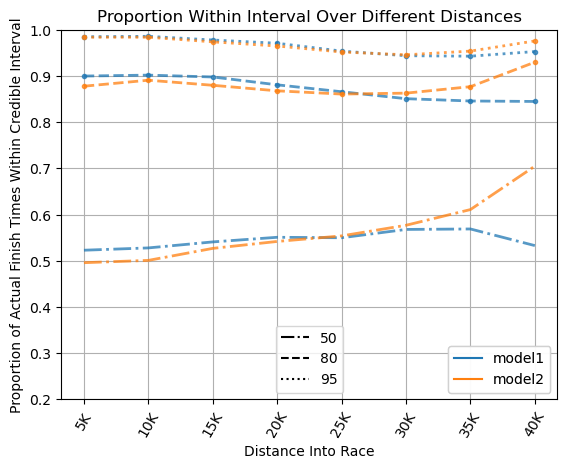 Proportion Within Interval Over Different Distances
Proportion of Actual Finish Times Within Credible Interval
1.0
0.9
0.8
0.7
0.6
0.5
0.4
0.3
0.2
50
80
95
model1
model2
5K
10K
15K
20K
25K
30K
35K
40K
Distance Into Race